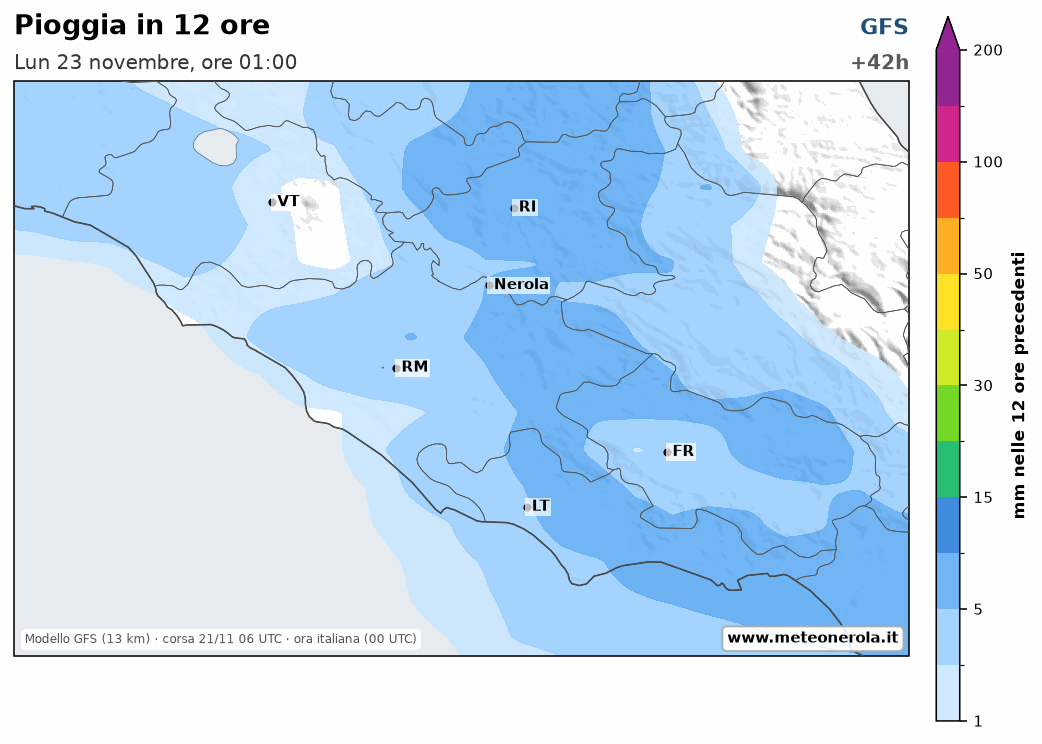 Pioggia in 12 ore
GFS
Lun 23 novembre, ore 01:00
+42h
VT
RI
Nerola
RM
FR
LT
Modello GFS (13 km) · corsa 21/11 06 UTC · ora italiana (00 UTC)
www.meteonerola.it
200
100
50
30
15
5
1
mm nelle 12 ore precedenti